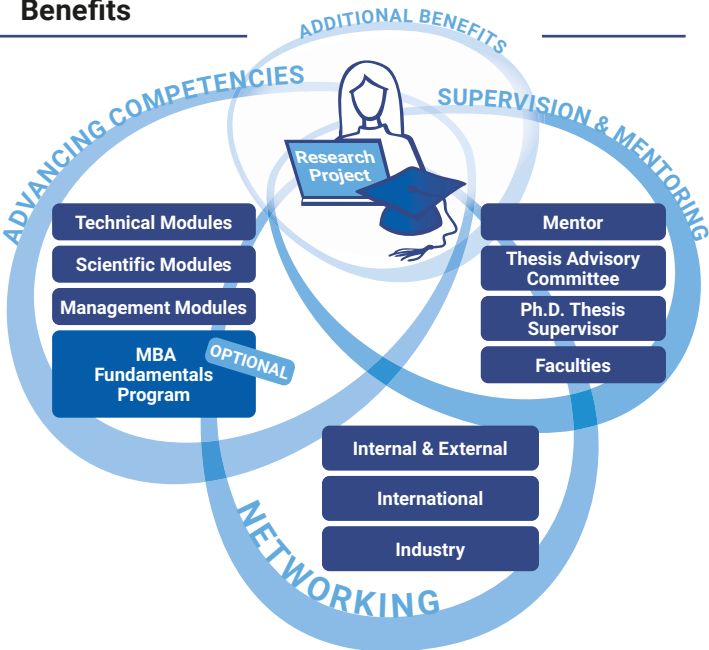 Benefits
ADDITIONAL BENEFITS
ADVANCING COMPETENCIES
SUPERVISION & MENTORING
Research
Project
Technical Modules
Scientific Modules
Management Modules
MBA
Fundamentals
Program
OPTIONAL
Mentor
Thesis Advisory
Committee
Ph.D. Thesis
Supervisor
Faculties
Internal & External
International
Industry
NETWORKING